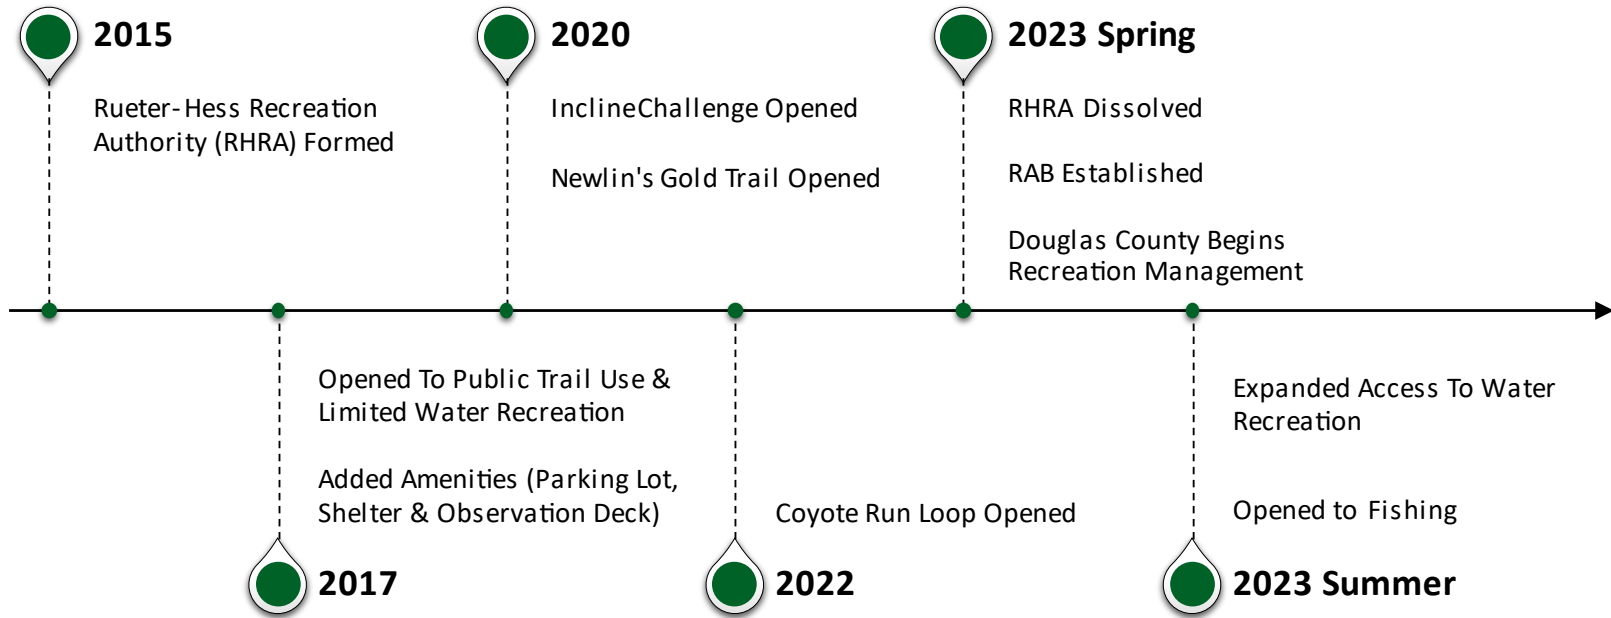 2015
Rueter-Hess Recreation
Authority (RHRA) Formed
2020
InclineChallenge Opened
Newlin's Gold Trail Opened
2023 Spring
RHRA Dissolved
RAB Established
Douglas County Begins
Recreation Management
Opened To Public Trail Use &
Limited Water Recreation
Added Amenities (Parking Lot,
Shelter & Observation Deck)
2017
Coyote Run Loop Opened
2022
Expanded Access To Water
Recreation
Opened to Fishing
2023 Summer